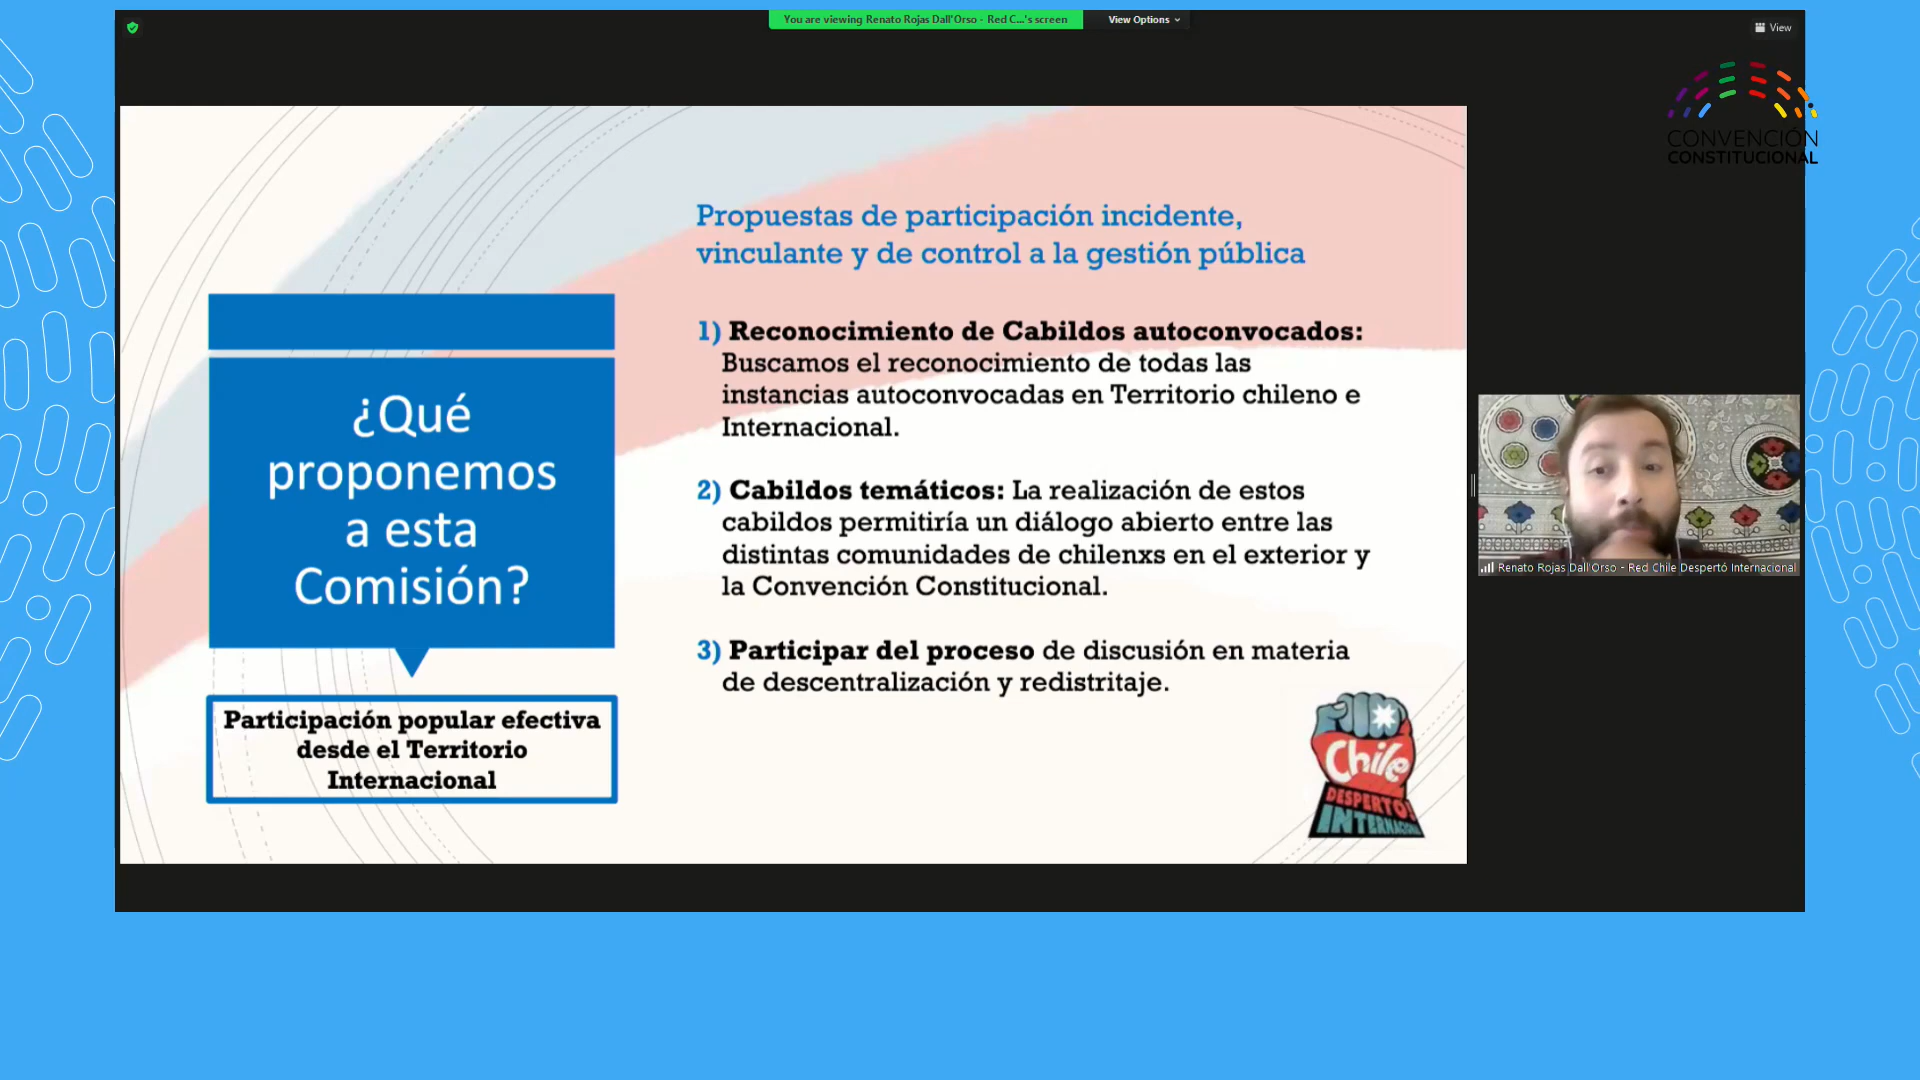 You are viewing Renato Rojas Dall'Orso - Red C...'s screen
View Options
View
CONVENCIÓN
CONSTITUCIONAL
Propuestas de participación incidente,
vinculante y de control a la gestión pública
¿Qué
proponemos
a esta
Comisión?
Participación popular efectiva
desde el Territorio
Internacional
1) Reconocimiento de Cabildos autoconvocados:
Buscamos el reconocimiento de todas las
instancias autoconvocadas en Territorio chileno e
Internacional.
2) Cabildos temáticos: La realización de estos
cabildos permitiría un diálogo abierto entre las
distintas comunidades de chilenxs en el exterior y
la Convención Constitucional.
3) Participar del proceso de discusión en materia
de descentralización y redistritaje.
Chile
DESPERTÓ!
INTERNACIONAL
Renato Rojas Dall'Orso - Red Chile Despertó Internacional